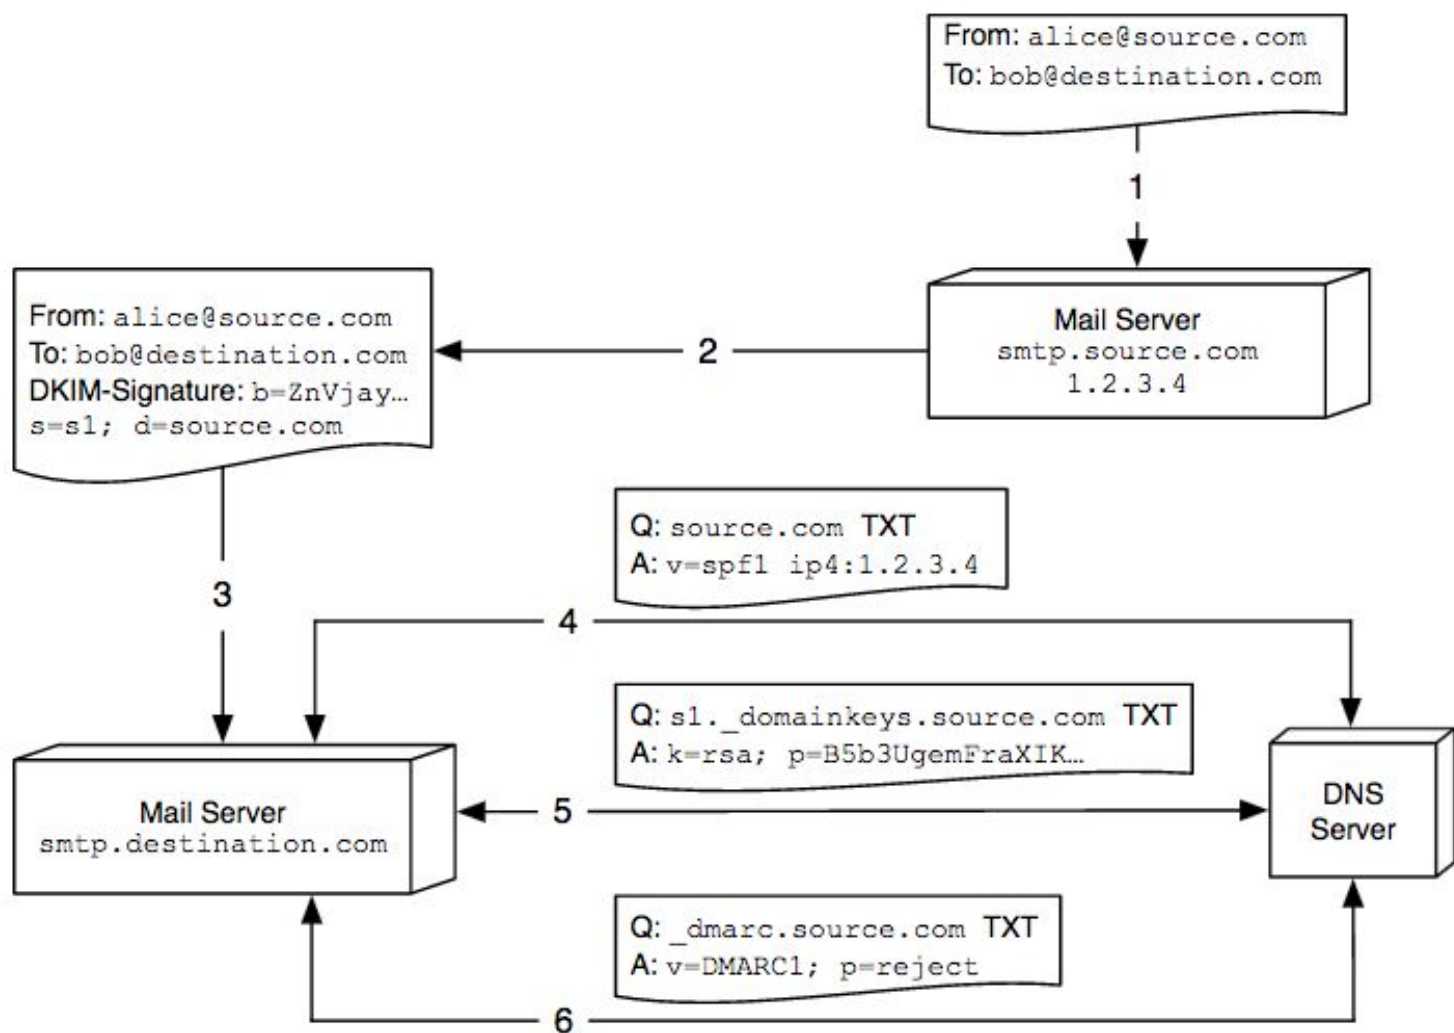 From: alice@source.com
To: bob@destination.com
1
Mail Server
smtp.source.com
1.2.3.4
2
From: alice@source.com
To: bob@destination.com
DKIM-Signature: b=ZnVjay…
s=s1; d=source.com
3
Q: source.com TXT
A: v=spf1 ip4:1.2.3.4
4
Q: s1._domainkeys.source.com TXT
A: k=rsa; p=B5b3UgemFraXIK…
5
Mail Server
smtp.destination.com
DNS
Server
Q: _dmarc.source.com TXT
A: v=DMARC1; p=reject
6